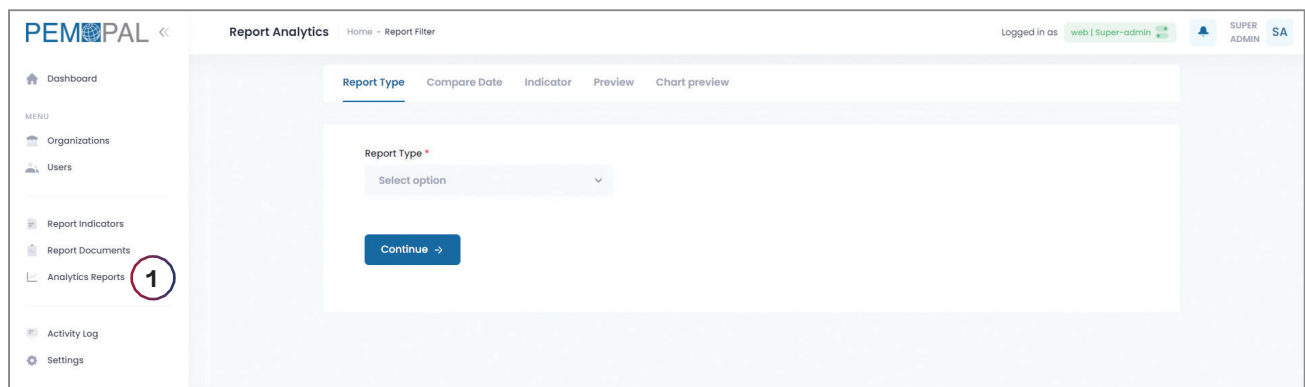 PEMPAL
Report Analytics Home - Report Filter
Logged in as web | Super-admin
SUPER
ADMIN
SA
Dashboard
MENU
Organizations
Users
Report Indicators
Report Documents
Analytics Reports 1
Activity Log
Settings
Report Type Compare Date Indicator Preview Chart preview
Report Type *
Select option
Continue →